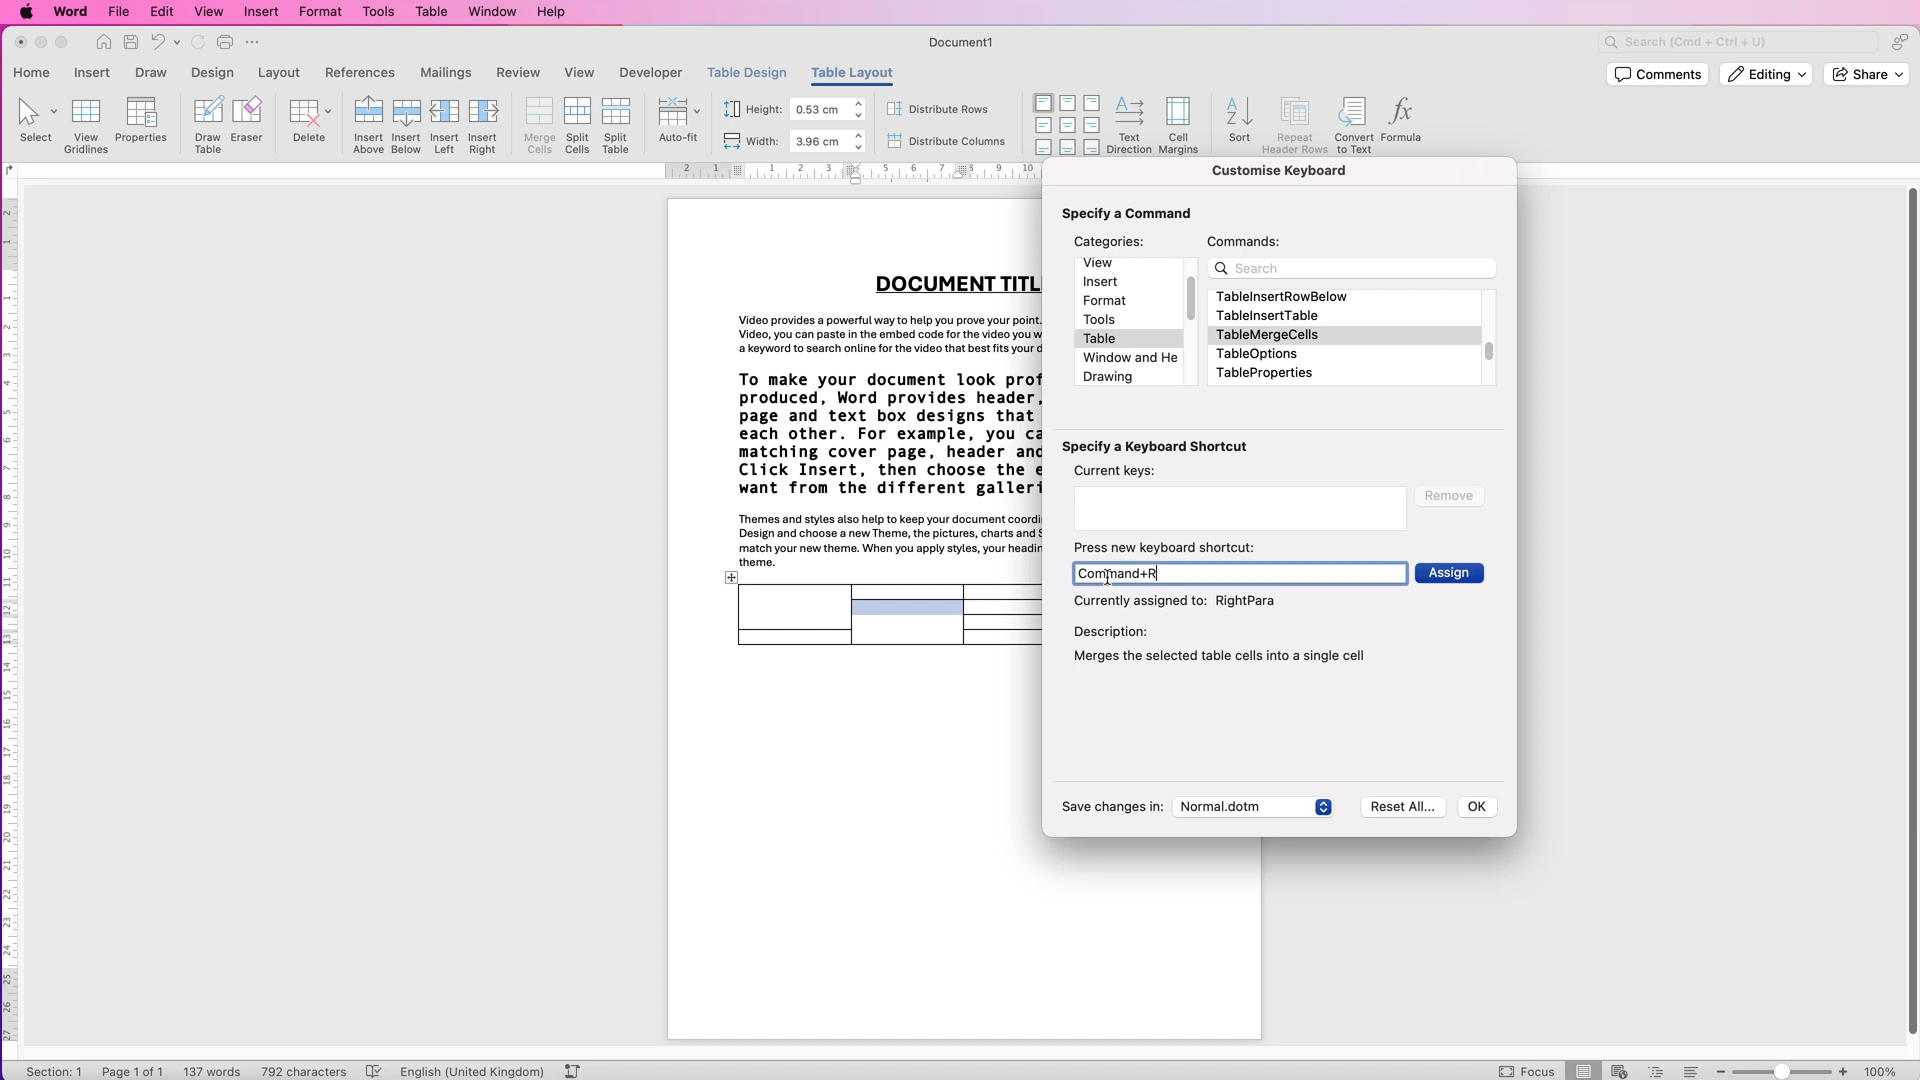 Word File Edit View Insert Format Tools Table Window Help
Document1
Search (Cmd + Ctrl + U)
Home Insert Draw Design Layout References Mailings Review View Developer Table Design Table Layout
Comments Editing Share
Select
View Gridlines
Properties
Draw Table
Eraser
Delete
Insert Above
Insert Below
Insert Left
Insert Right
Merge Cells
Split Cells
Split Table
Auto-fit
Height: 0.53 cm
Width: 3.96 cm
Distribute Rows
Distribute Columns
Text Direction
Cell Margins
Sort
Repeat Header Rows
Convert to Text
Formula
DOCUMENT TITL
Video provides a powerful way to help you prove your point.
Video, you can paste in the embed code for the video you w
a keyword to search online for the video that best fits your d
To make your document look prof
produced, Word provides header,
page and text box designs that
each other. For example, you ca
matching cover page, header and
Click Insert, then choose the e
want from the different galleri
Themes and styles also help to keep your document coordi
Design and choose a new Theme, the pictures, charts and S
match your new theme. When you apply styles, your headin
theme.
Customise Keyboard
Specify a Command
Categories: Commands:
View
Insert
Format
Tools
Table
Window and He
Drawing
Search
TableInsertRowBelow
TableInsertTable
TableMergeCells
TableOptions
TableProperties
Specify a Keyboard Shortcut
Current keys:
Remove
Press new keyboard shortcut:
Command+R
Assign
Currently assigned to: RightPara
Description:
Merges the selected table cells into a single cell
Save changes in: Normal.dotm Reset All... OK
Section: 1 Page 1 of 1 137 words 792 characters English (United Kingdom) Focus 100%